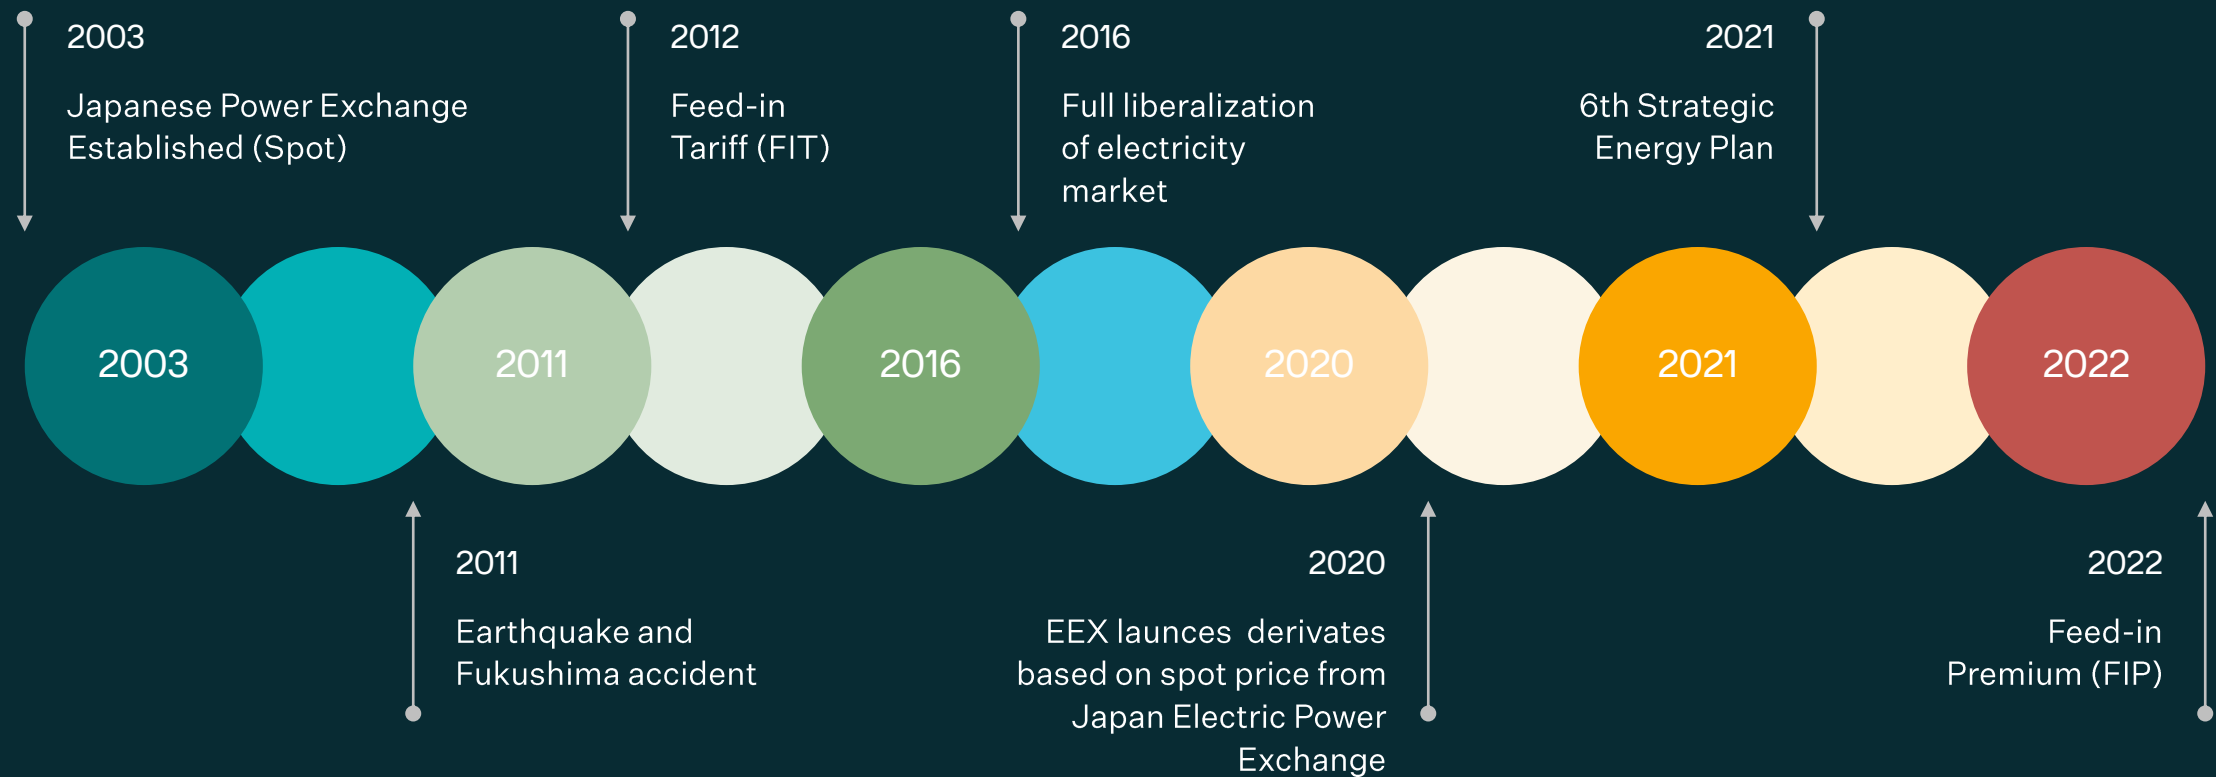 2003
Japanese Power Exchange
Established (Spot)
2012
Feed-in
Tariff (FIT)
2016
Full liberalization
of electricity
market
2021
6th Strategic
Energy Plan
2003
2011
2016
2020
2021
2022
2011
Earthquake and
Fukushima accident
2020
EEX launces  derivates
based on spot price from
Japan Electric Power
Exchange
2022
Feed-in
Premium (FIP)